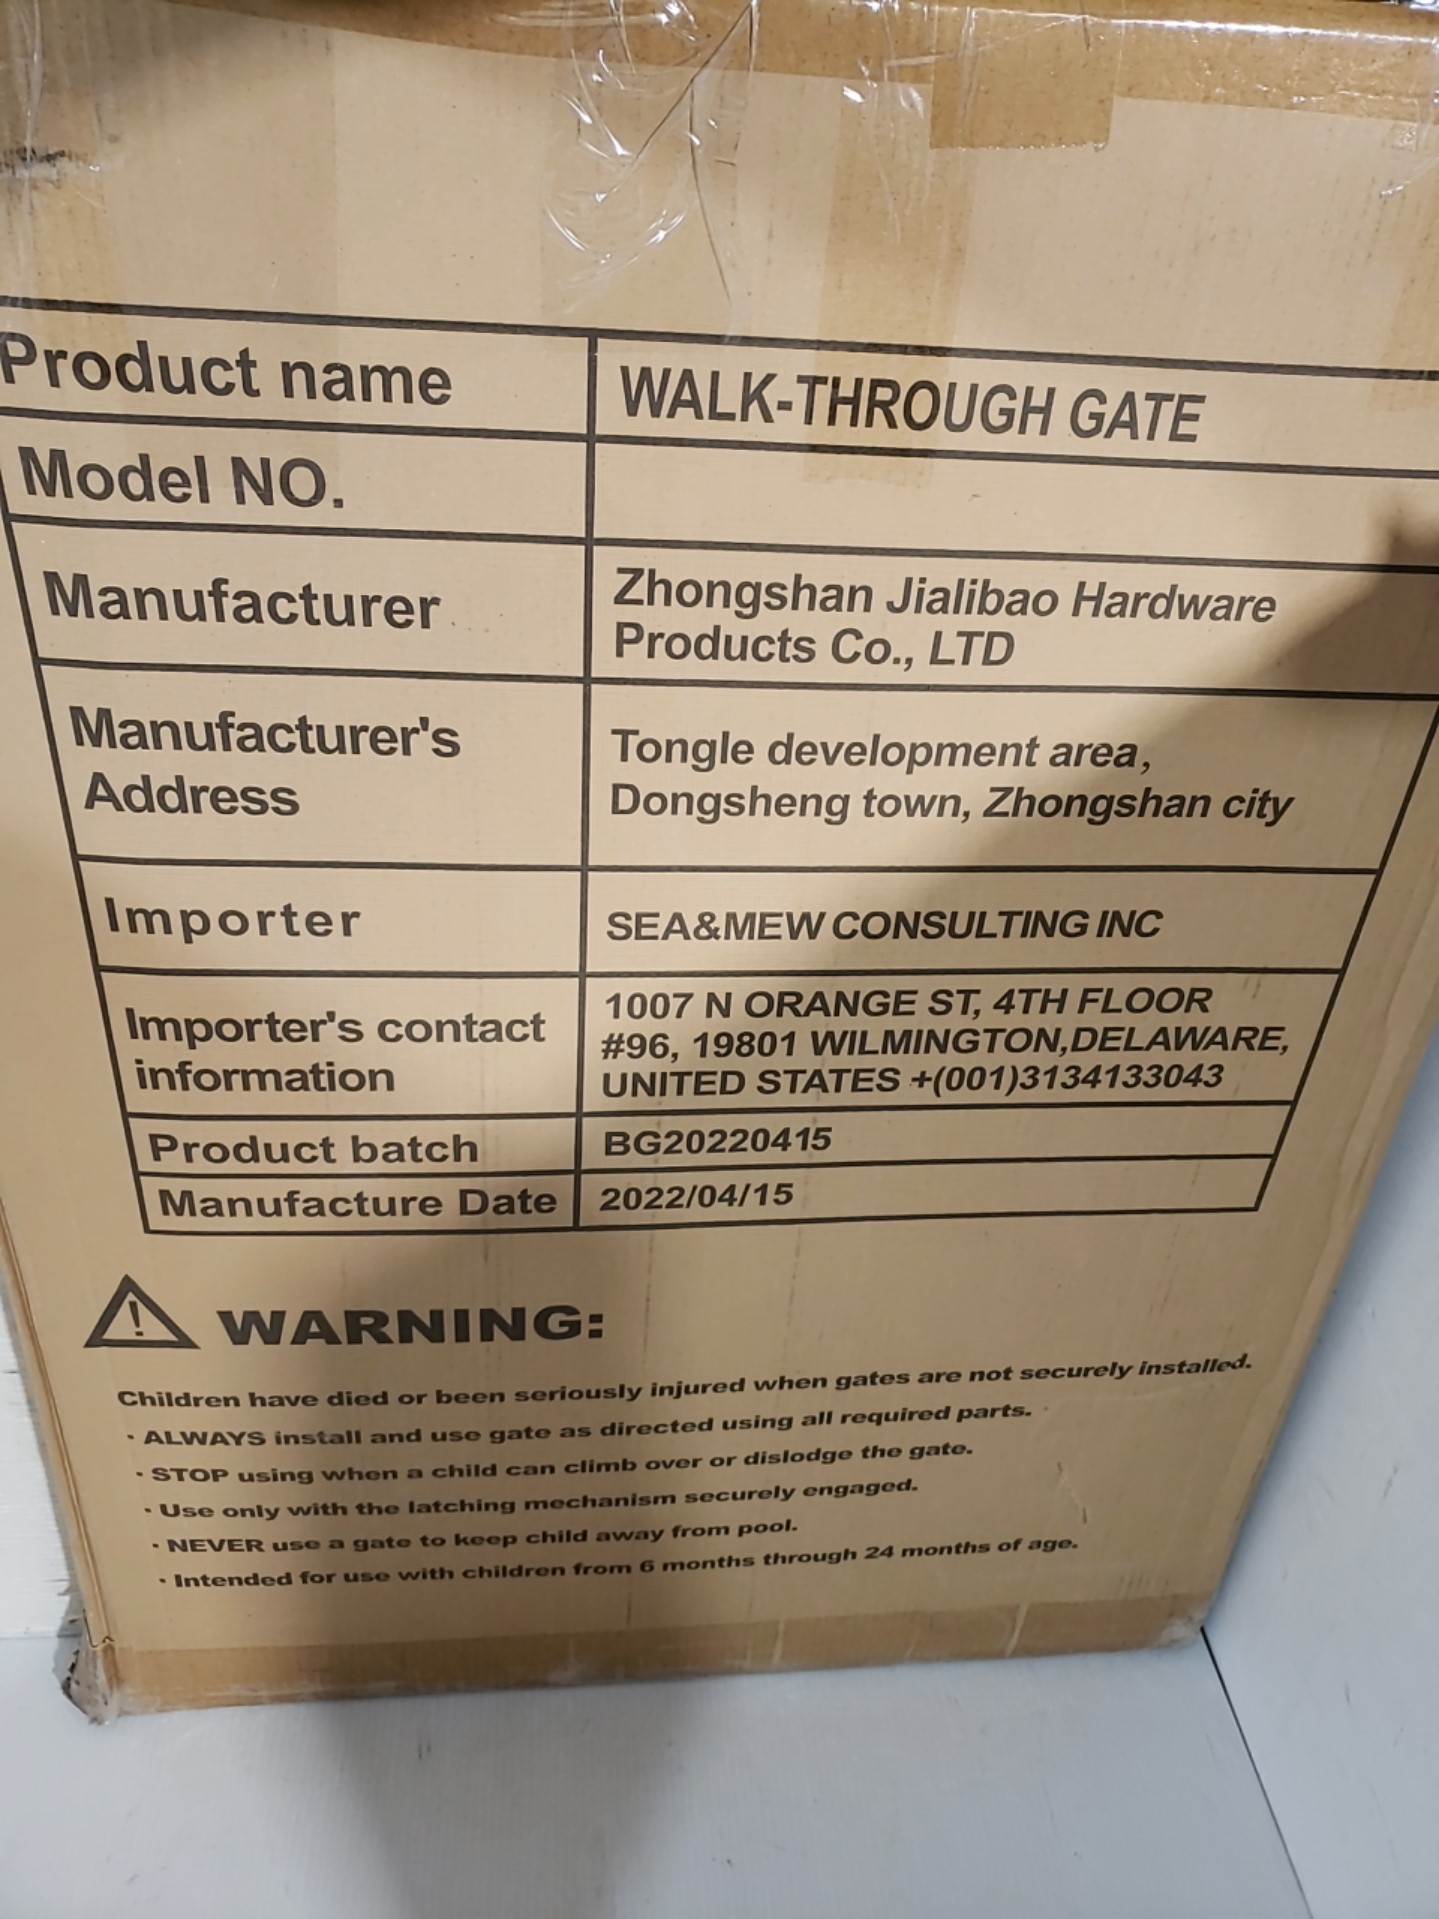 Product name
WALK-THROUGH GATE
Model NO.
Manufacturer
Zhongshan Jialibao Hardware
Products Co., LTD
Manufacturer's
Address
Tongle development area,
Dongsheng town, Zhongshan city
Importer
SEA&MEW CONSULTING INC
Importer's contact
information
1007 N ORANGE ST, 4TH FLOOR
#96, 19801 WILMINGTON,DELAWARE,
UNITED STATES +(001)3134133043
Product batch
BG20220415
Manufacture Date
2022/04/15
! WARNING:
Children have died or been seriously injured when gates are not securely installed.
· ALWAYS install and use gate as directed using all required parts.
· STOP using when a child can climb over or dislodge the gate.
· Use only with the latching mechanism securely engaged.
· NEVER use a gate to keep child away from pool.
· Intended for use with children from 6 months through 24 months of age.